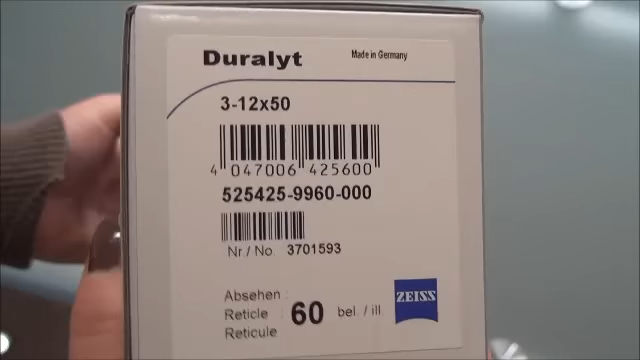 Duralyt Made in Germany
3-12x50
4 047006 425600
525425-9960-000
Nr./No. 3701593
Absehen :
Reticle 60 bel. / ill.
Reticule
ZEISS